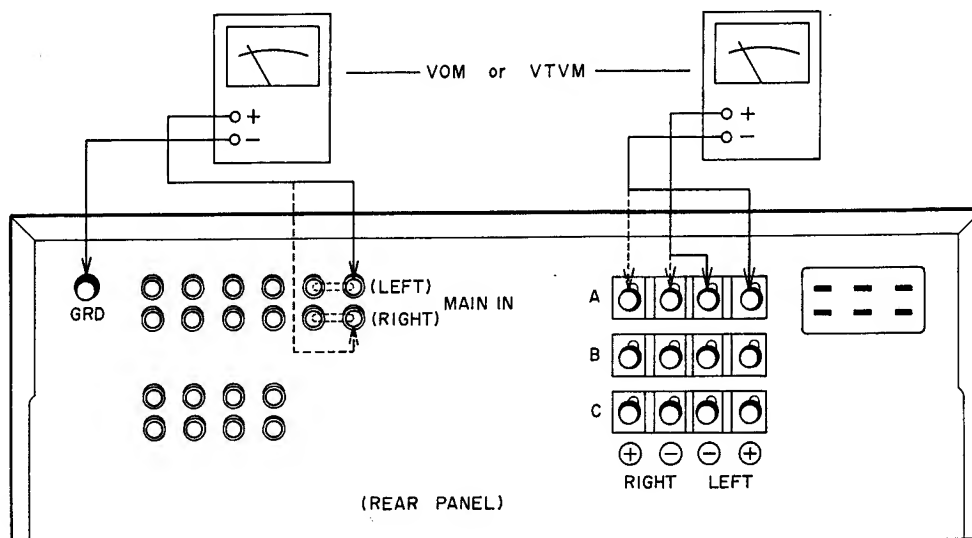 VOM or VTVM
+
−
+
−
GRD
(LEFT)
(RIGHT)
MAIN IN
A
B
C
+ − − +
RIGHT LEFT
(REAR PANEL)